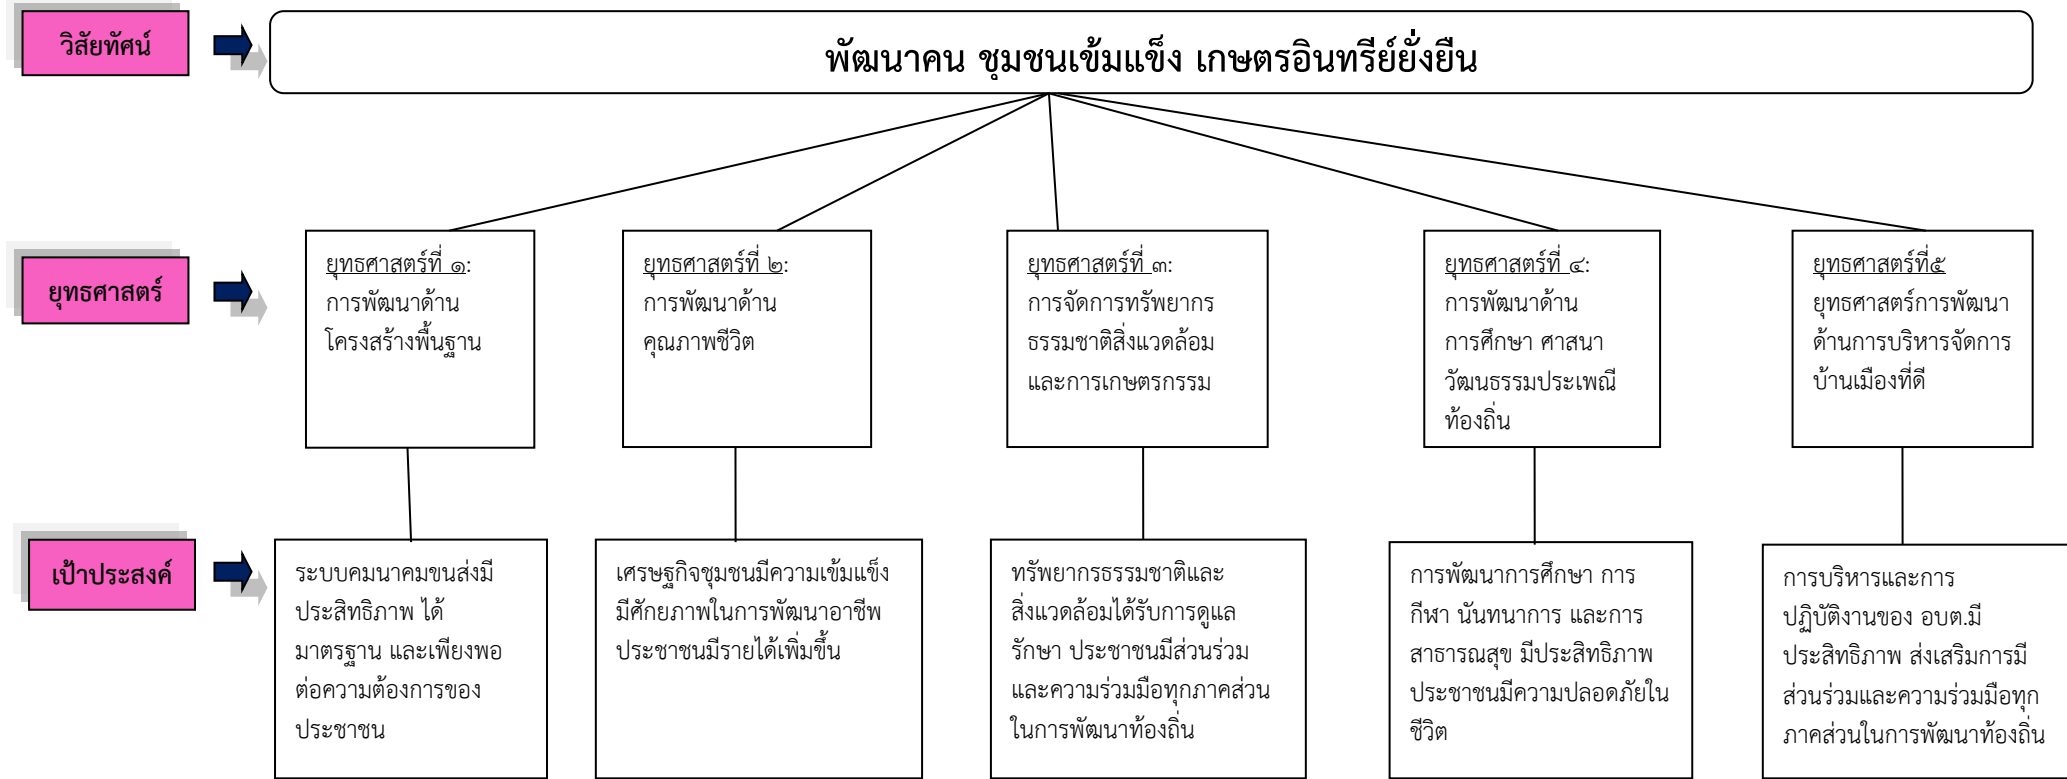 วิสัยทัศน์
พัฒนาคน ชุมชนเข้มแข็ง เกษตรอินทรีย์ยั่งยืน
ยุทธศาสตร์
ยุทธศาสตร์ที่ ๑:
การพัฒนาด้าน
โครงสร้างพื้นฐาน
ยุทธศาสตร์ที่ ๒:
การพัฒนาด้าน
คุณภาพชีวิต
ยุทธศาสตร์ที่ ๓:
การจัดการทรัพยากร
ธรรมชาติสิ่งแวดล้อม
และการเกษตรกรรม
ยุทธศาสตร์ที่ ๔:
การพัฒนาด้าน
การศึกษา ศาสนา
วัฒนธรรมประเพณี
ท้องถิ่น
ยุทธศาสตร์ที่๕
ยุทธศาสตร์การพัฒนา
ด้านการบริหารจัดการ
บ้านเมืองที่ดี
เป้าประสงค์
ระบบคมนาคมขนส่งมี
ประสิทธิภาพ ได้
มาตรฐาน และเพียงพอ
ต่อความต้องการของ
ประชาชน
เศรษฐกิจชุมชนมีความเข้มแข็ง
มีศักยภาพในการพัฒนาอาชีพ
ประชาชนมีรายได้เพิ่มขึ้น
ทรัพยากรธรรมชาติและ
สิ่งแวดล้อมได้รับการดูแล
รักษา ประชาชนมีส่วนร่วม
และความร่วมมือทุกภาคส่วน
ในการพัฒนาท้องถิ่น
การพัฒนาการศึกษา การ
กีฬา นันทนาการ และการ
สาธารณสุข มีประสิทธิภาพ
ประชาชนมีความปลอดภัยใน
ชีวิต
การบริหารและการ
ปฏิบัติงานของ อบต.มี
ประสิทธิภาพ ส่งเสริมการมี
ส่วนร่วมและความร่วมมือทุก
ภาคส่วนในการพัฒนาท้องถิ่น